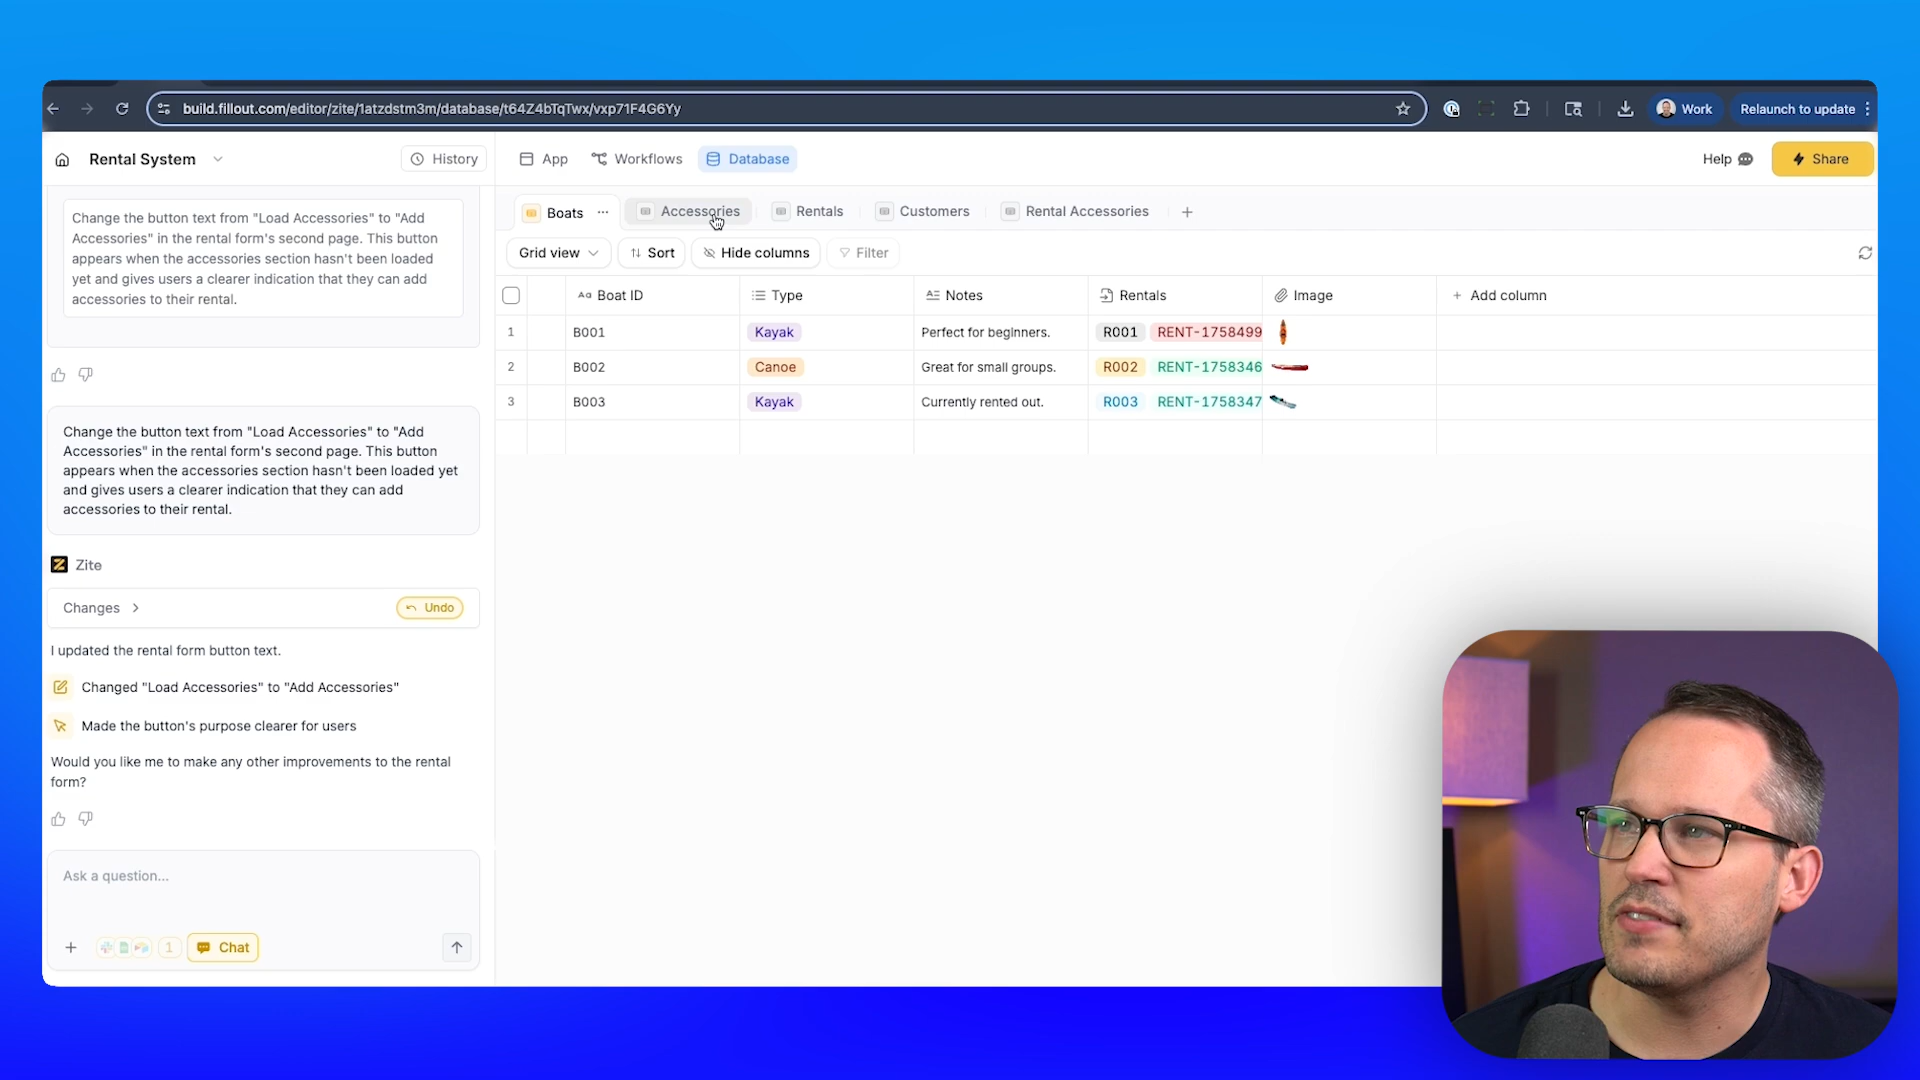 build.fillout.com/editor/zite/1atzdstm3m/database/t64Z4bTqTwx/vxp71F4G6Yy
Work
Relaunch to update
Rental System
History
App
Workflows
Database
Help
Share
Change the button text from "Load Accessories" to "Add
Accessories" in the rental form's second page. This button
appears when the accessories section hasn't been loaded
yet and gives users a clearer indication that they can add
accessories to their rental.
Change the button text from "Load Accessories" to "Add
Accessories" in the rental form's second page. This button
appears when the accessories section hasn't been loaded yet
and gives users a clearer indication that they can add
accessories to their rental.
Zite
Changes
Undo
I updated the rental form button text.
Changed "Load Accessories" to "Add Accessories"
Made the button's purpose clearer for users
Would you like me to make any other improvements to the rental
form?
Ask a question...
1
Chat
Boats
Accessories
Rentals
Customers
Rental Accessories
Grid view
Sort
Hide columns
Filter
Boat ID
Type
Notes
Rentals
Image
Add column
1 B001 Kayak Perfect for beginners. R001 RENT-1758499
2 B002 Canoe Great for small groups. R002 RENT-1758346
3 B003 Kayak Currently rented out. R003 RENT-1758347